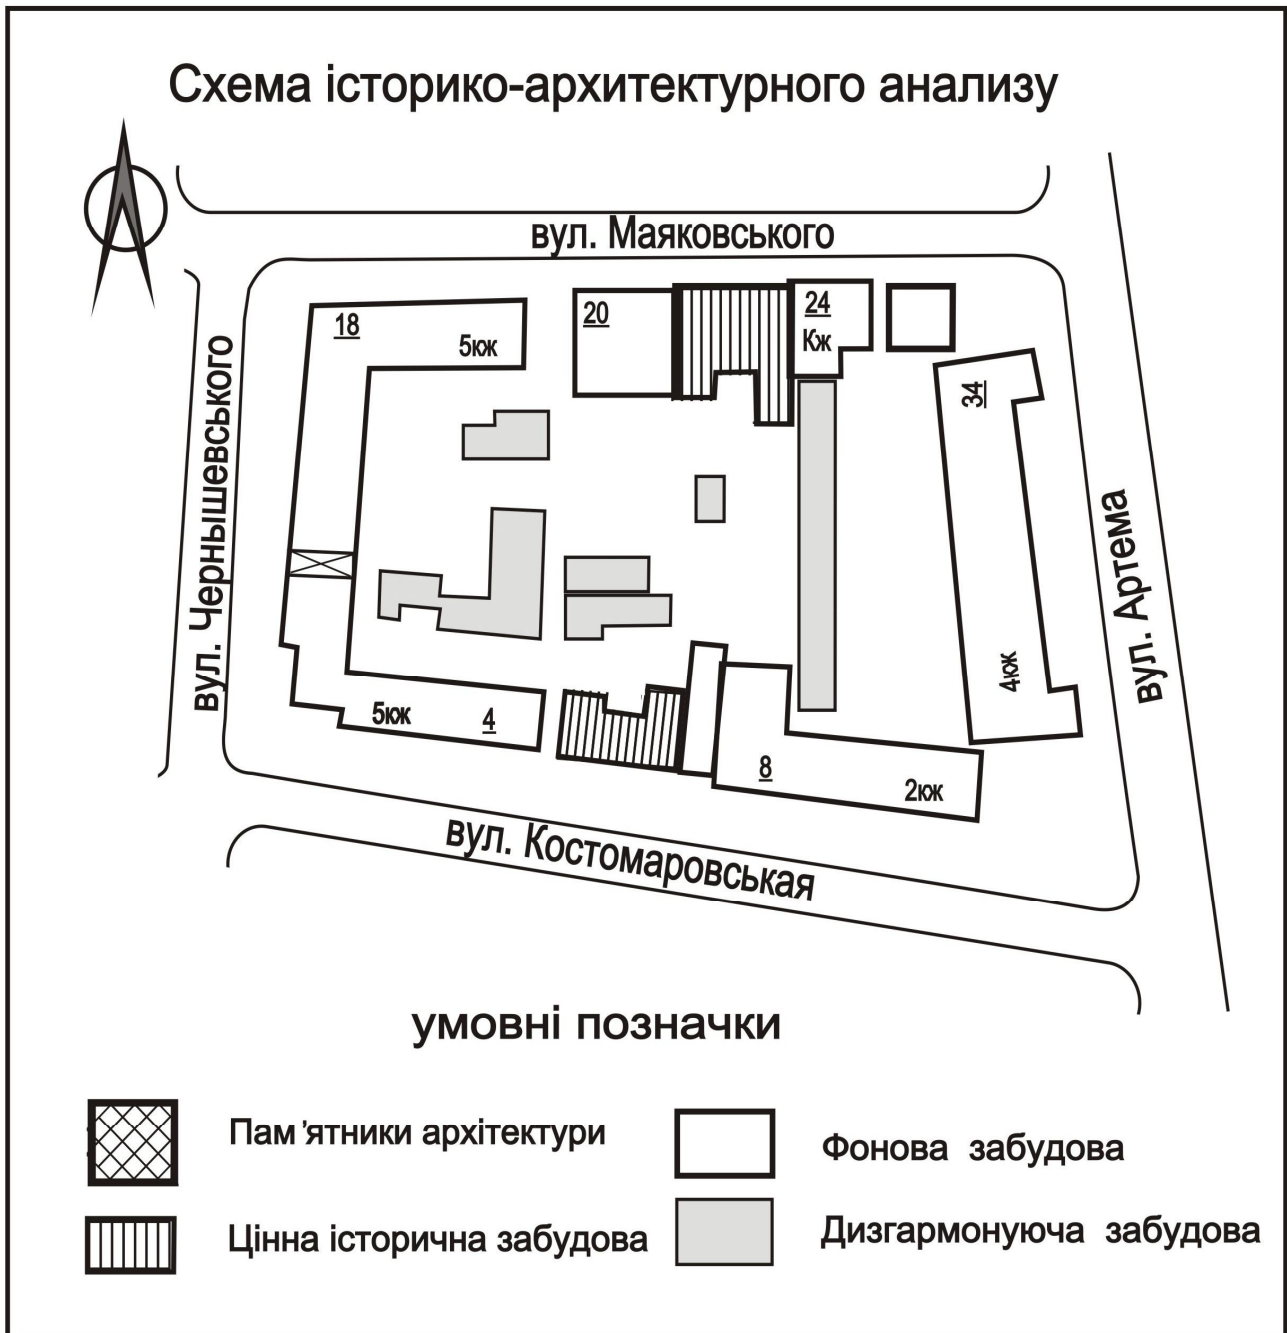 Схема історико-архитектурного анализу
вул. Маяковського
18
5кж
20
24
Кж
34
4кж
вул. Чернышевського
вул. Артема
5кж
4
8
2кж
вул. Костомаровськая
умовні позначки
Пам'ятники архітектури
Фонова забудова
Цінна історична забудова
Дизгармонуюча забудова